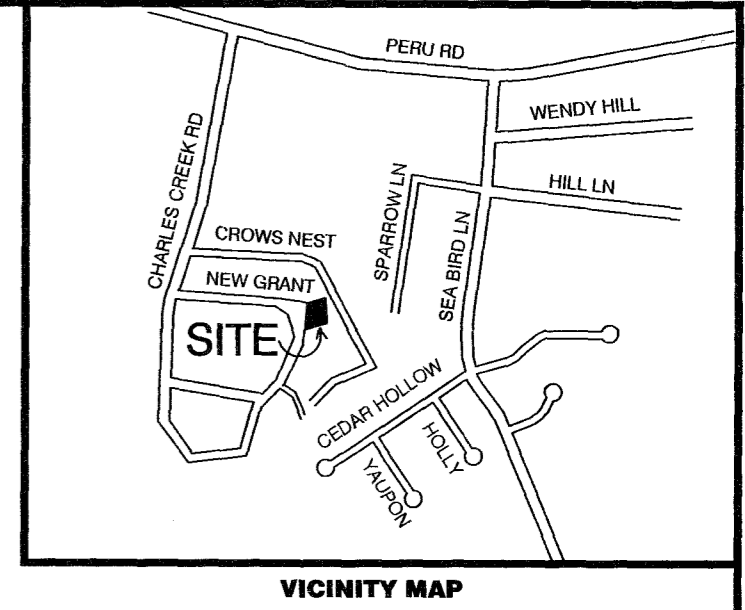 PERU RD
WENDY HILL
HILL LN
CHARLES CREEK RD
SPARROW LN
SEA BIRD LN
CROWS NEST
NEW GRANT
SITE
CEDAR HOLLOW
HOLLY
YAUPON
VICINITY MAP